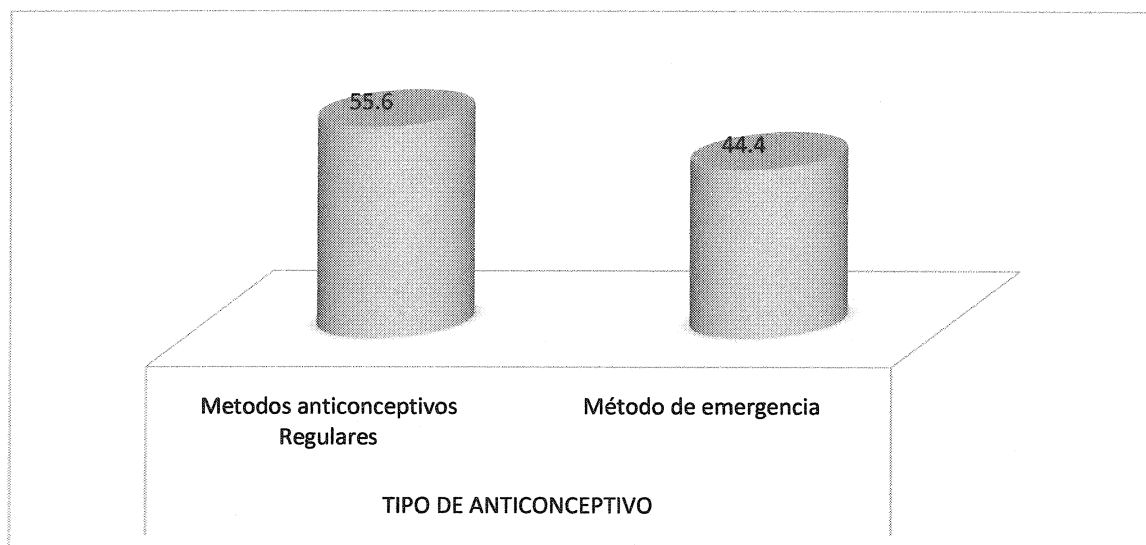 55.6
44.4
Metodos anticonceptivos
Regulares
Método de emergencia
TIPO DE ANTICONCEPTIVO